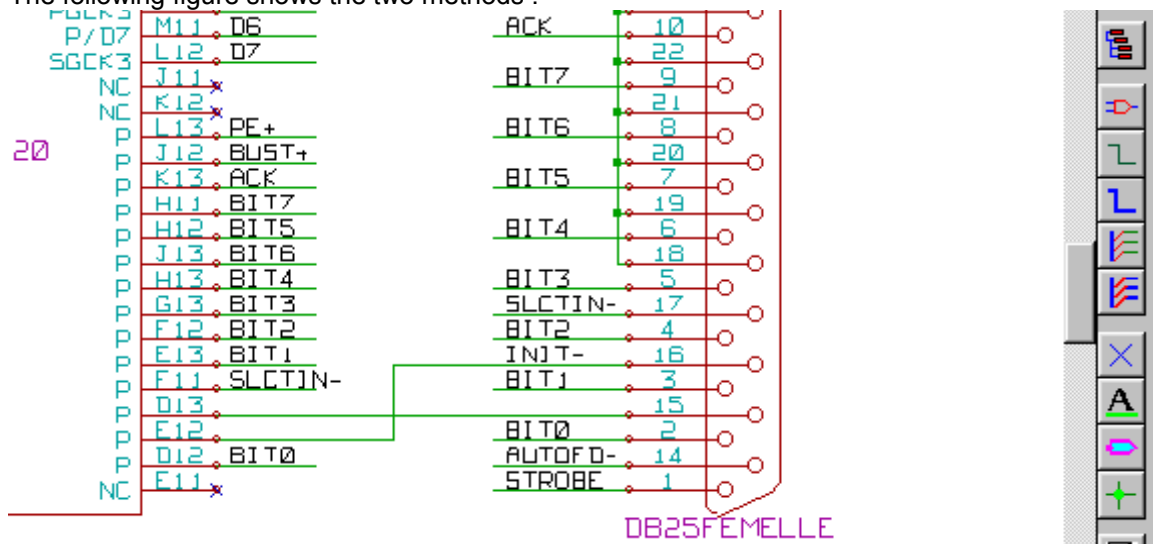 The following figure shows the two methods :
PGCK3 M11 D6 ACK 10
P/D7 L12 D7 22
SGCK3 J11 BIT7 9
NC K12 21
NC L13 PE+ BIT6 8
20 P J12 BUST+ 20
P K13 ACK BIT5 7
P H11 BIT7 19
P H12 BIT5 BIT4 6
P J13 BIT6 18
P H13 BIT4 BIT3 5
P G13 BIT3 SLCTIN- 17
P F12 BIT2 BIT2 4
P E13 BIT1 INIT- 16
P F11 SLCTIN- BIT1 3
P D13 15
P E12 BIT0 2
P D12 BIT0 AUTOFD- 14
NC E11 STROBE 1
DB25FEMELLE
A